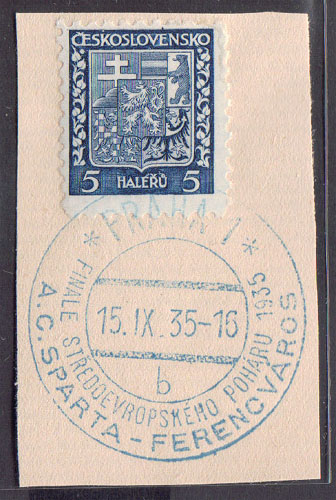 ČESKOSLOVENSKO
5 HALÉŘŮ 5
* PRAHA 1 *
FINALE STŘEDOEVROPSKÉHO POHÁRU 1935
A.C. SPARTA - FERENCVÁROS
15.IX.35-16
b